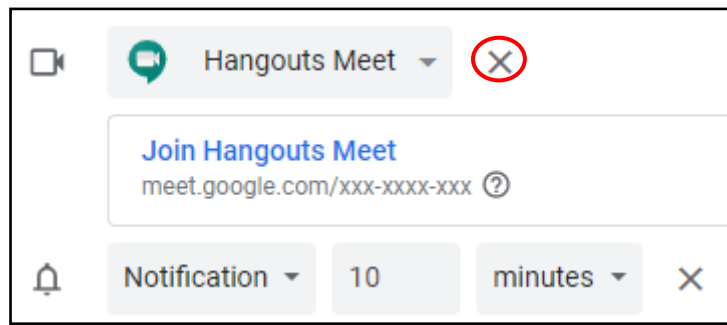 Hangouts Meet
Join Hangouts Meet
meet.google.com/xxx-xxxx-xxx
Notification 10 minutes